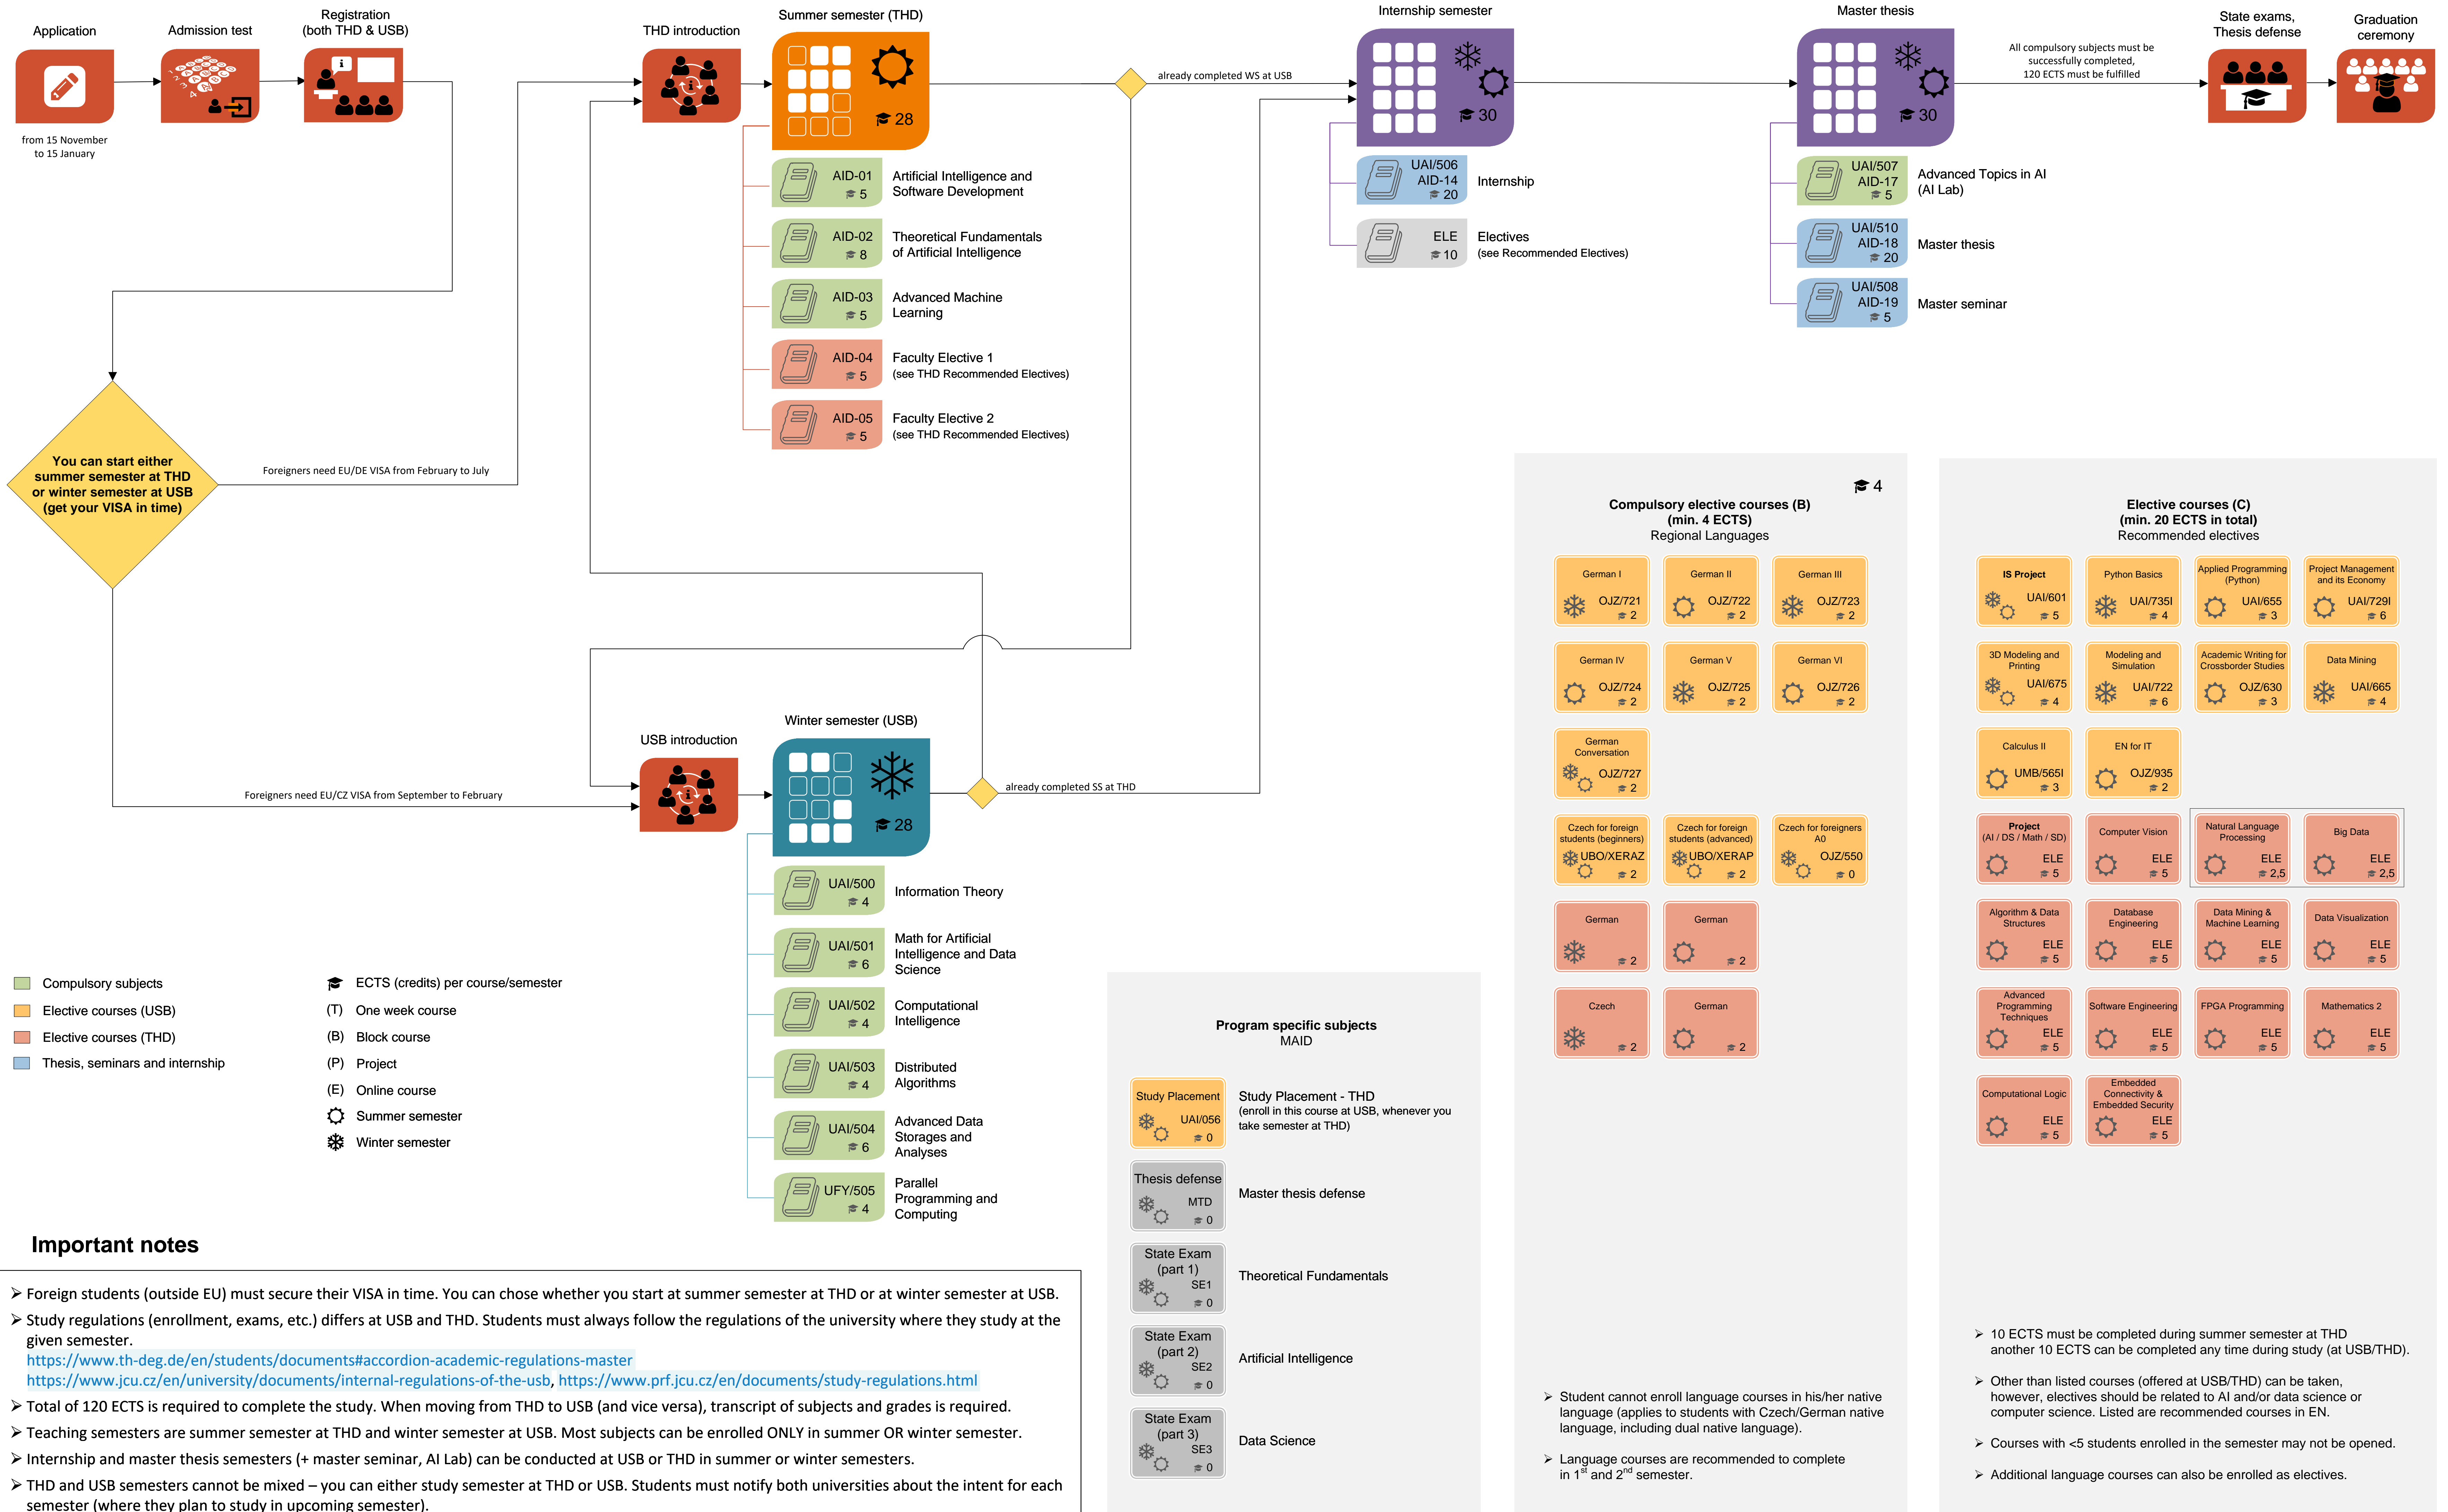 Application
Admission test
Registration
(both THD & USB)
from 15 November
to 15 January
THD introduction
Summer semester (THD)
28
already completed WS at USB
Internship semester
30
Master thesis
30
All compulsory subjects must be
successfully completed,
120 ECTS must be fulfilled
State exams,
Thesis defense
Graduation
ceremony
AID-01
5
Artificial Intelligence and
Software Development
AID-02
8
Theoretical Fundamentals
of Artificial Intelligence
AID-03
5
Advanced Machine
Learning
AID-04
5
Faculty Elective 1
(see THD Recommended Electives)
AID-05
5
Faculty Elective 2
(see THD Recommended Electives)
UAI/506
AID-14
20
Internship
ELE
10
Electives
(see Recommended Electives)
UAI/507
AID-17
5
Advanced Topics in AI
(AI Lab)
UAI/510
AID-18
20
Master thesis
UAI/508
AID-19
5
Master seminar
You can start either
summer semester at THD
or winter semester at USB
(get your VISA in time)
Foreigners need EU/DE VISA from February to July
Foreigners need EU/CZ VISA from September to February
USB introduction
Winter semester (USB)
28
already completed SS at THD
UAI/500
4
Information Theory
UAI/501
6
Math for Artificial
Intelligence and Data
Science
UAI/502
4
Computational
Intelligence
UAI/503
4
Distributed
Algorithms
UAI/504
6
Advanced Data
Storages and
Analyses
UFY/505
4
Parallel
Programming and
Computing
Compulsory subjects
Elective courses (USB)
Elective courses (THD)
Thesis, seminars and internship
ECTS (credits) per course/semester
(T) One week course
(B) Block course
(P) Project
(E) Online course
Summer semester
Winter semester
Program specific subjects
MAID
Study Placement
UAI/056
0
Study Placement - THD
(enroll in this course at USB, whenever you
take semester at THD)
Thesis defense
MTD
0
Master thesis defense
State Exam
(part 1)
SE1
0
Theoretical Fundamentals
State Exam
(part 2)
SE2
0
Artificial Intelligence
State Exam
(part 3)
SE3
0
Data Science
4
Compulsory elective courses (B)
(min. 4 ECTS)
Regional Languages
German I
OJZ/721
2
German II
OJZ/722
2
German III
OJZ/723
2
German IV
OJZ/724
2
German V
OJZ/725
2
German VI
OJZ/726
2
German
Conversation
OJZ/727
2
Czech for foreign
students (beginners)
UBO/XERAZ
2
Czech for foreign
students (advanced)
UBO/XERAP
2
Czech for foreigners
A0
OJZ/550
0
German
2
German
2
Czech
2
German
2
➢ Student cannot enroll language courses in his/her native
language (applies to students with Czech/German native
language, including dual native language).
➢ Language courses are recommended to complete
in 1st and 2nd semester.
Elective courses (C)
(min. 20 ECTS in total)
Recommended electives
IS Project
UAI/601
5
Python Basics
UAI/735I
4
Applied Programming
(Python)
UAI/655
3
Project Management
and its Economy
UAI/729I
6
3D Modeling and
Printing
UAI/675
4
Modeling and
Simulation
UAI/722
6
Academic Writing for
Crossborder Studies
OJZ/630
3
Data Mining
UAI/665
4
Calculus II
UMB/565I
3
EN for IT
OJZ/935
2
Project
(AI / DS / Math / SD)
ELE
5
Computer Vision
ELE
5
Natural Language
Processing
ELE
2,5
Big Data
ELE
2,5
Algorithm & Data
Structures
ELE
5
Database
Engineering
ELE
5
Data Mining &
Machine Learning
ELE
5
Data Visualization
ELE
5
Advanced
Programming
Techniques
ELE
5
Software Engineering
ELE
5
FPGA Programming
ELE
5
Mathematics 2
ELE
5
Computational Logic
ELE
5
Embedded
Connectivity &
Embedded Security
ELE
5
➢ 10 ECTS must be completed during summer semester at THD
another 10 ECTS can be completed any time during study (at USB/THD).
➢ Other than listed courses (offered at USB/THD) can be taken,
however, electives should be related to AI and/or data science or
computer science. Listed are recommended courses in EN.
➢ Courses with <5 students enrolled in the semester may not be opened.
➢ Additional language courses can also be enrolled as electives.
Important notes
➢ Foreign students (outside EU) must secure their VISA in time. You can chose whether you start at summer semester at THD or at winter semester at USB.
➢ Study regulations (enrollment, exams, etc.) differs at USB and THD. Students must always follow the regulations of the university where they study at the
given semester.
https://www.th-deg.de/en/students/documents#accordion-academic-regulations-master
https://www.jcu.cz/en/university/documents/internal-regulations-of-the-usb, https://www.prf.jcu.cz/en/documents/study-regulations.html
➢ Total of 120 ECTS is required to complete the study. When moving from THD to USB (and vice versa), transcript of subjects and grades is required.
➢ Teaching semesters are summer semester at THD and winter semester at USB. Most subjects can be enrolled ONLY in summer OR winter semester.
➢ Internship and master thesis semesters (+ master seminar, AI Lab) can be conducted at USB or THD in summer or winter semesters.
➢ THD and USB semesters cannot be mixed – you can either study semester at THD or USB. Students must notify both universities about the intent for each
semester (where they plan to study in upcoming semester).